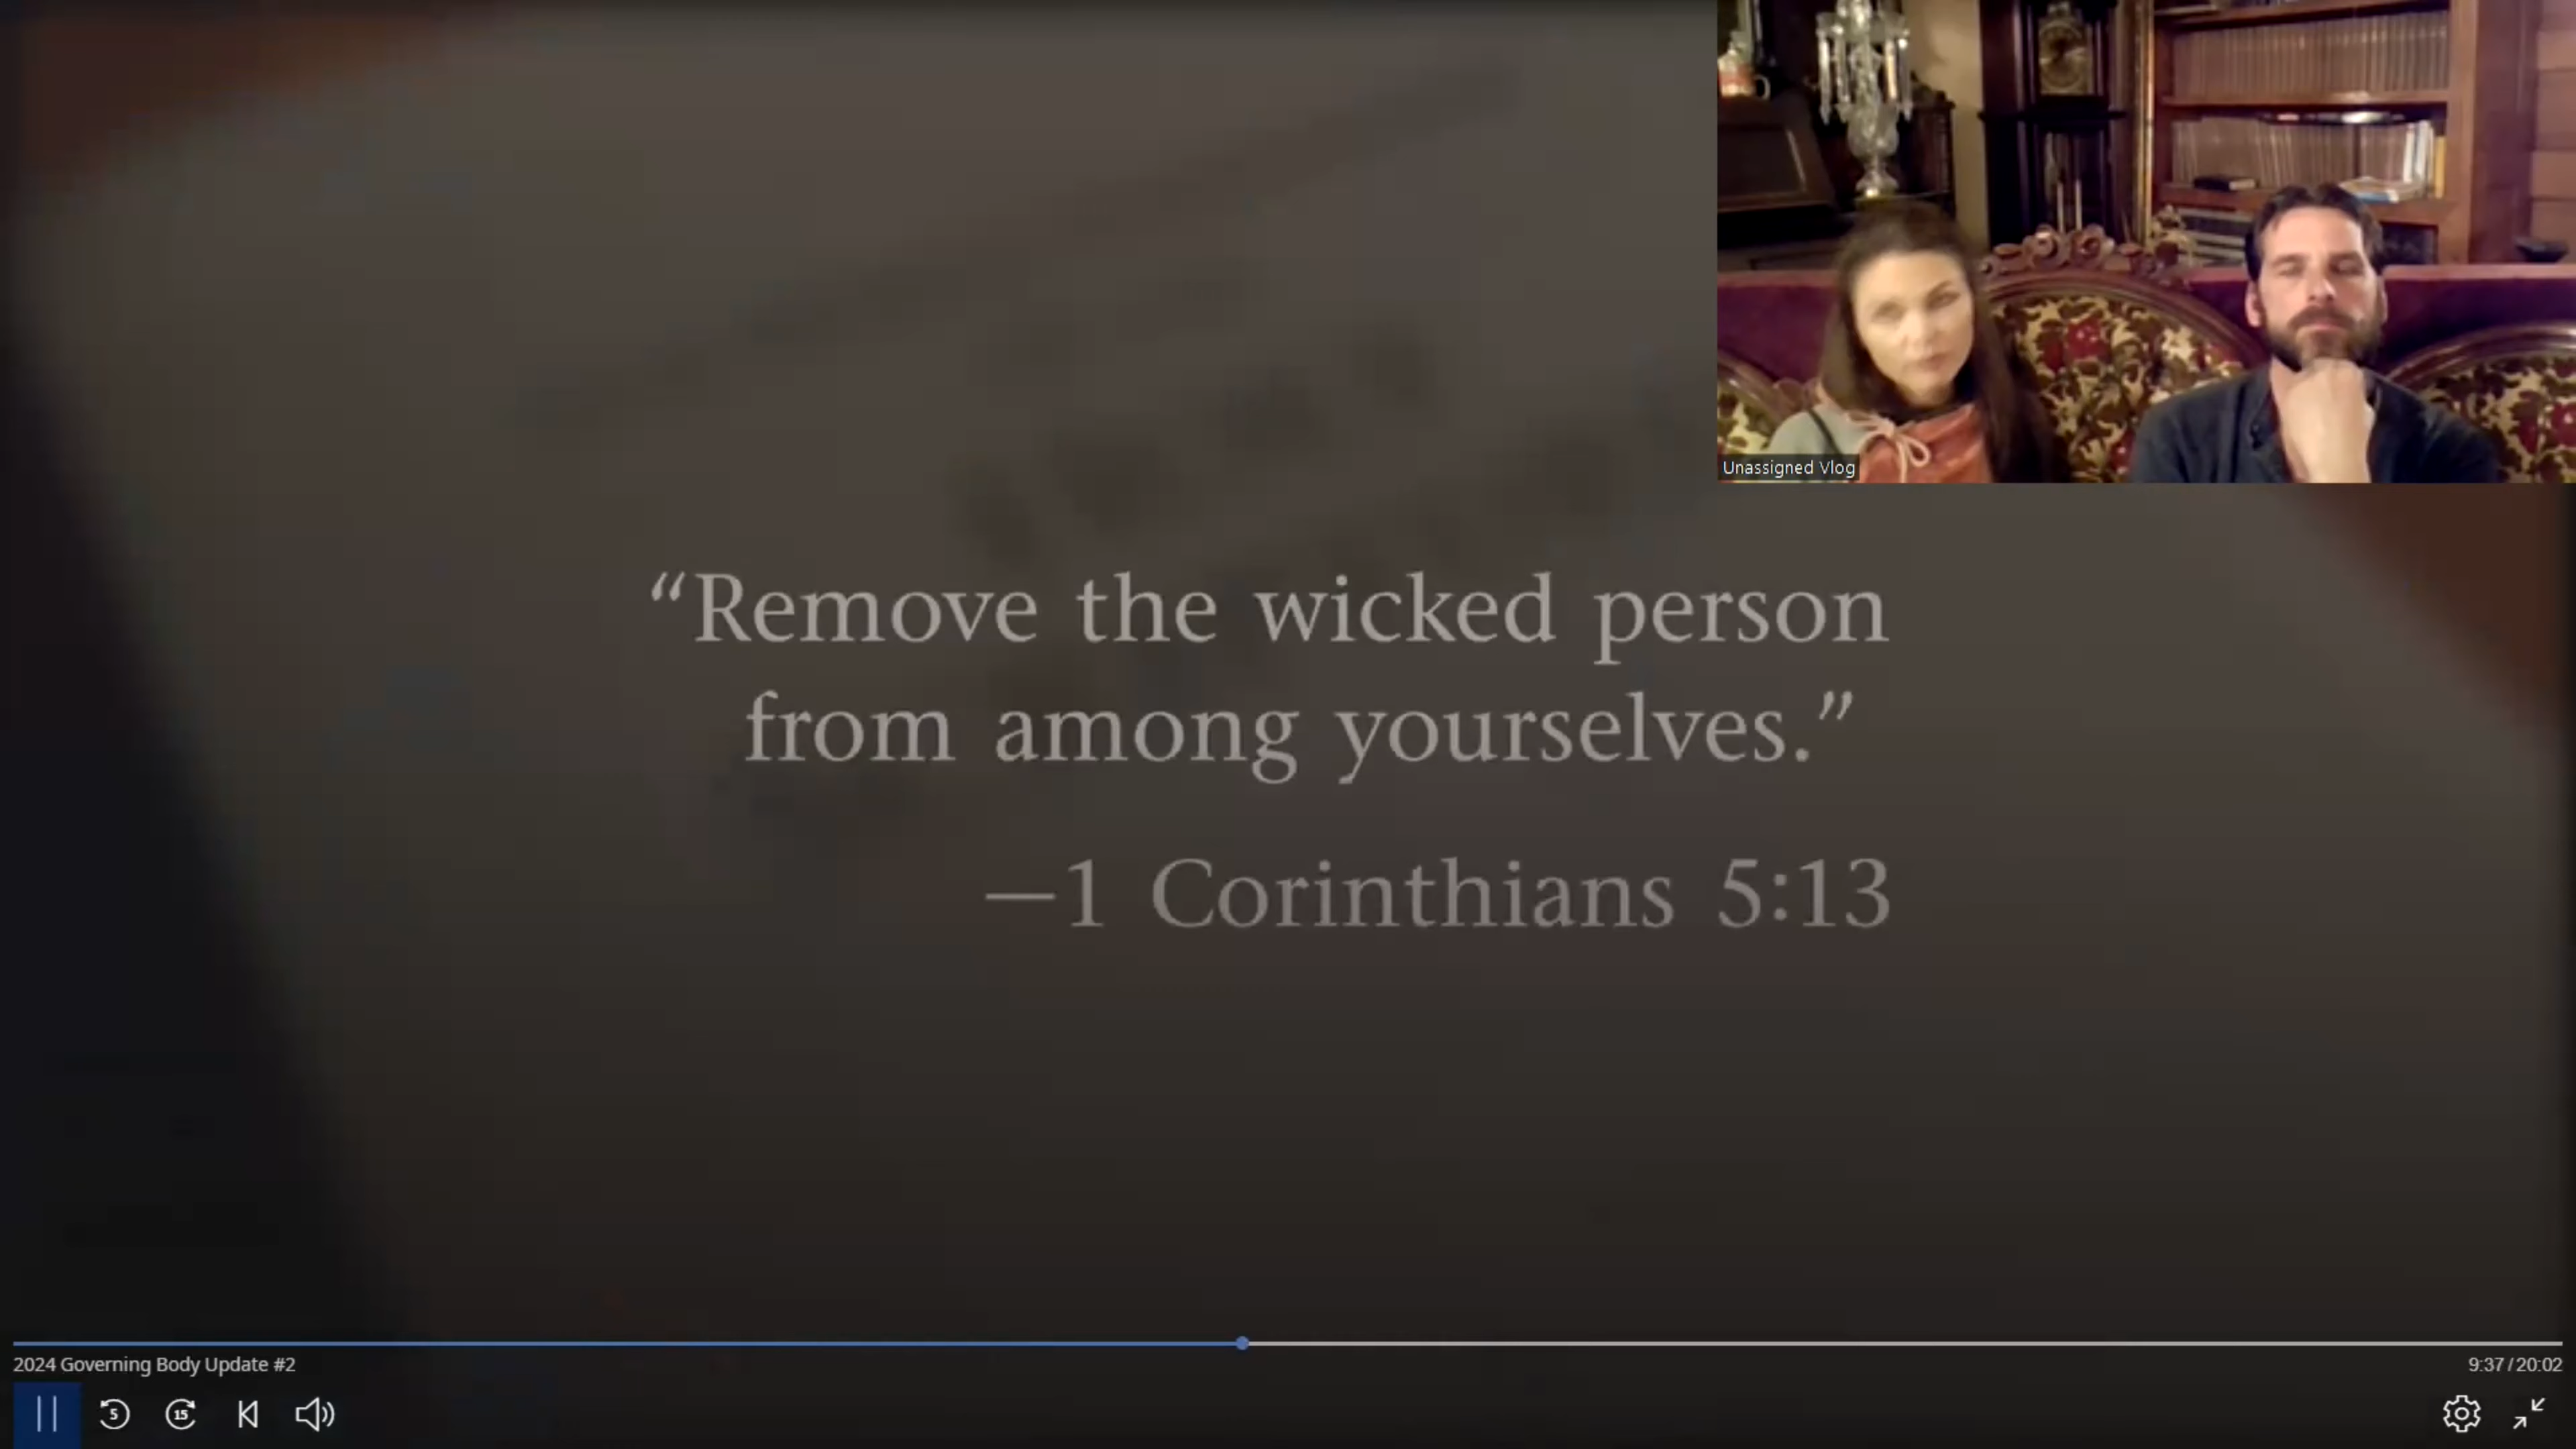 Unassigned Vlog
“Remove the wicked person
from among yourselves.”
—1 Corinthians 5:13
2024 Governing Body Update #2
9:37/20:02
5
15